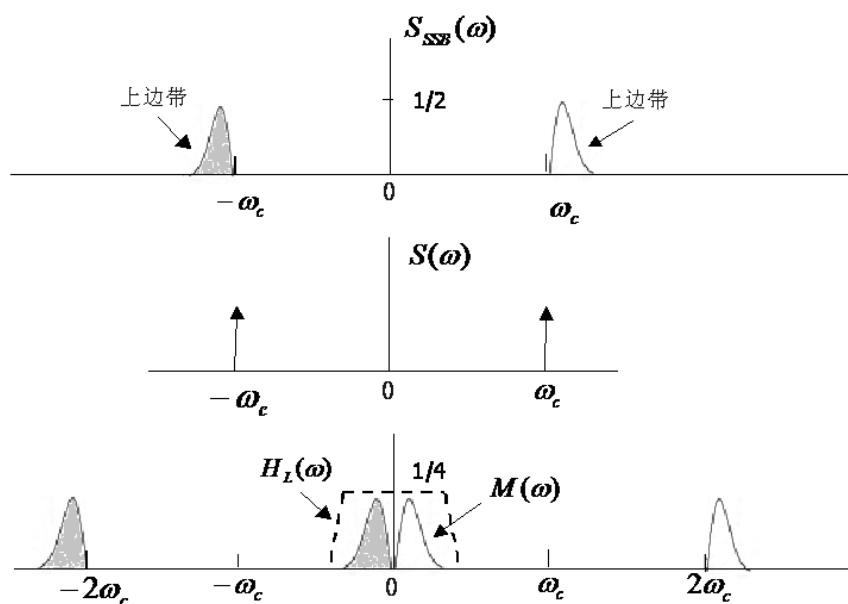 S_SSB(ω)
上边带
1/2
上边带
−ω_c
0
ω_c
S(ω)
−ω_c
0
ω_c
H_L(ω)
1/4
M(ω)
−2ω_c
−ω_c
0
ω_c
2ω_c